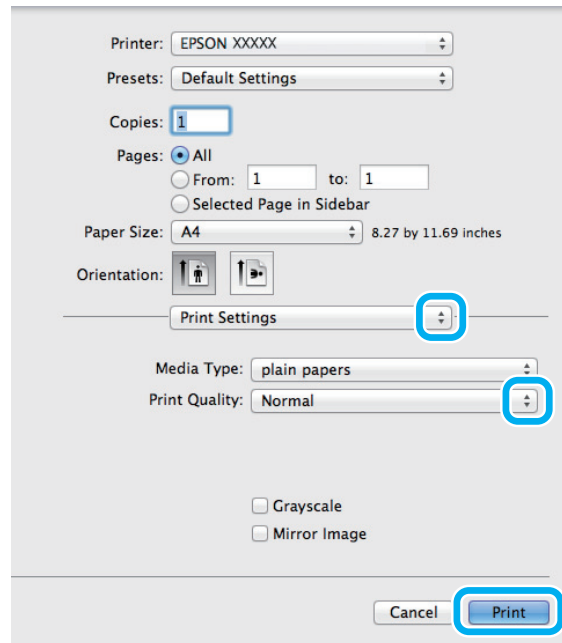 Printer: EPSON XXXXX
Presets: Default Settings
Copies: 1
Pages: All
From: 1 to: 1
Selected Page in Sidebar
Paper Size: A4 8.27 by 11.69 inches
Orientation:
Print Settings
Media Type: plain papers
Print Quality: Normal
Grayscale
Mirror Image
Cancel Print